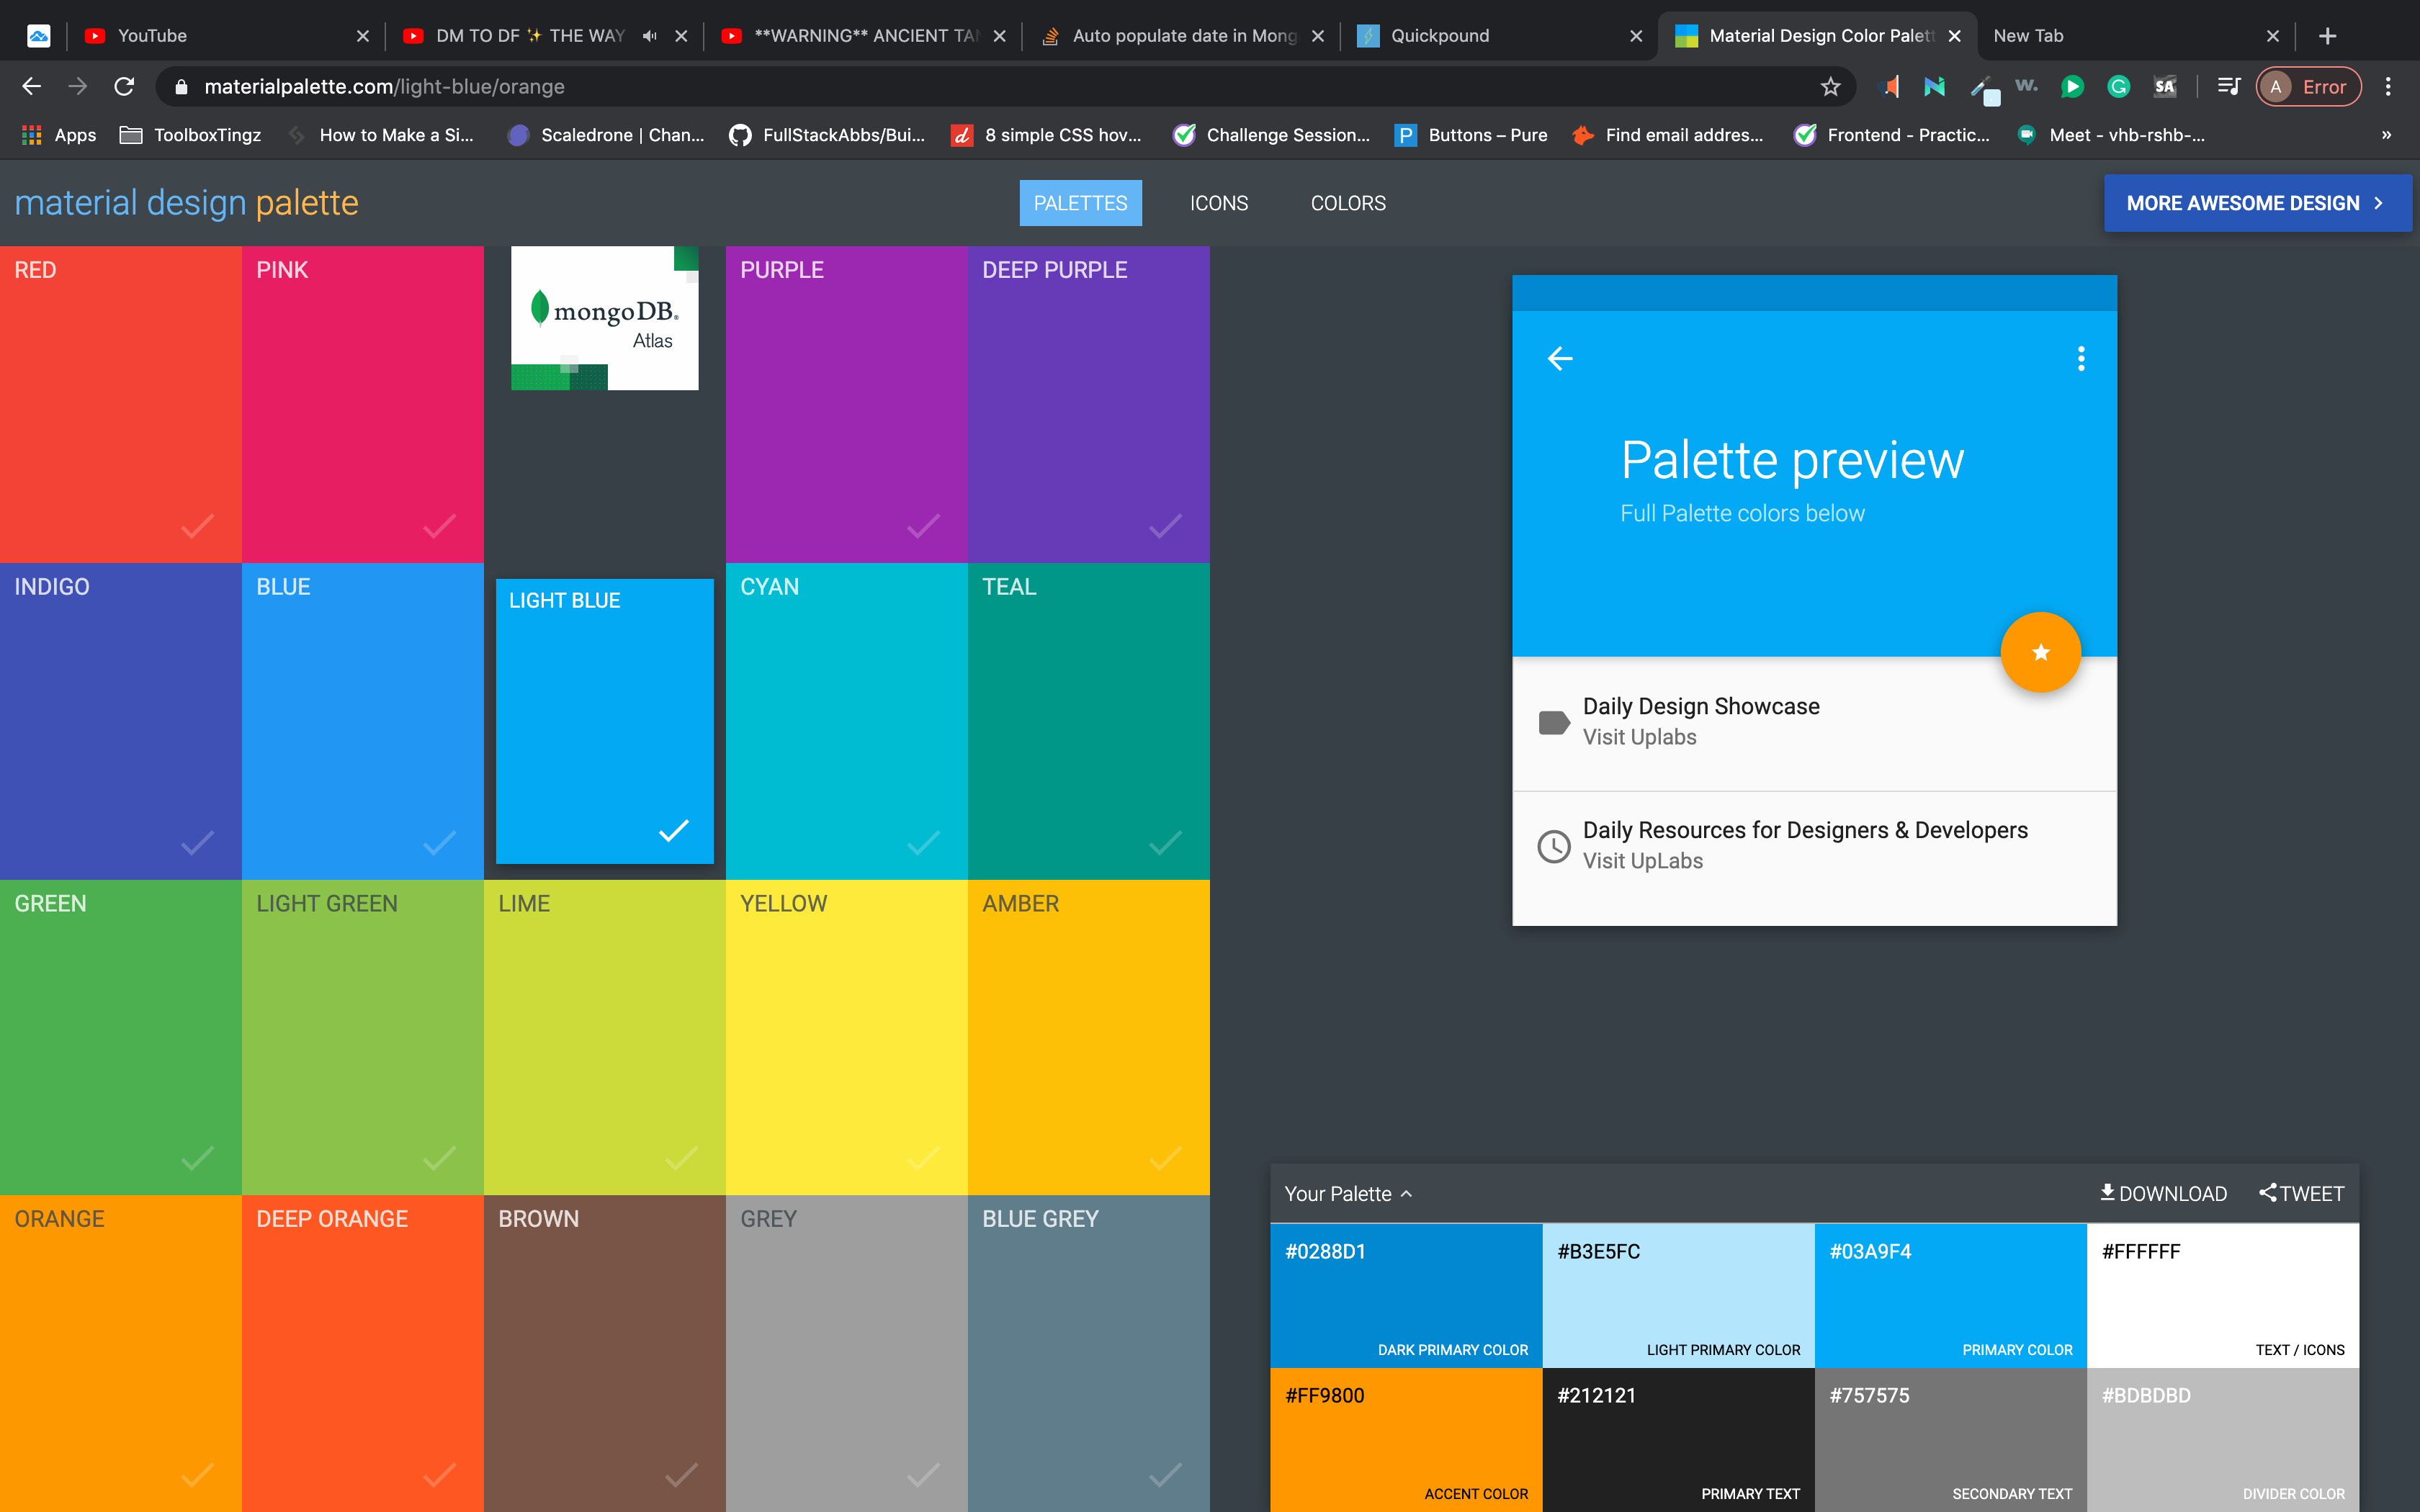 YouTube
DM TO DF ✨ THE WAY
**WARNING** ANCIENT TAN
Auto populate date in Mong
Quickpound
Material Design Color Palett
New Tab
materialpalette.com/light-blue/orange
W.
SA
A
Error
Apps
ToolboxTingz
How to Make a Si...
Scaledrone | Chan...
FullStackAbbs/Bui...
d
8 simple CSS hov...
Challenge Session...
P
Buttons – Pure
Find email addres...
Frontend - Practic...
Meet - vhb-rshb-...
»
material design palette
PALETTES
ICONS
COLORS
MORE AWESOME DESIGN
RED
PINK
mongoDB®
Atlas
PURPLE
DEEP PURPLE
INDIGO
BLUE
LIGHT BLUE
CYAN
TEAL
GREEN
LIGHT GREEN
LIME
YELLOW
AMBER
ORANGE
DEEP ORANGE
BROWN
GREY
BLUE GREY
Palette preview
Full Palette colors below
Daily Design Showcase
Visit Uplabs
Daily Resources for Designers & Developers
Visit UpLabs
Your Palette
DOWNLOAD
TWEET
#0288D1
DARK PRIMARY COLOR
#B3E5FC
LIGHT PRIMARY COLOR
#03A9F4
PRIMARY COLOR
#FFFFFF
TEXT / ICONS
#FF9800
ACCENT COLOR
#212121
PRIMARY TEXT
#757575
SECONDARY TEXT
#BDBDBD
DIVIDER COLOR